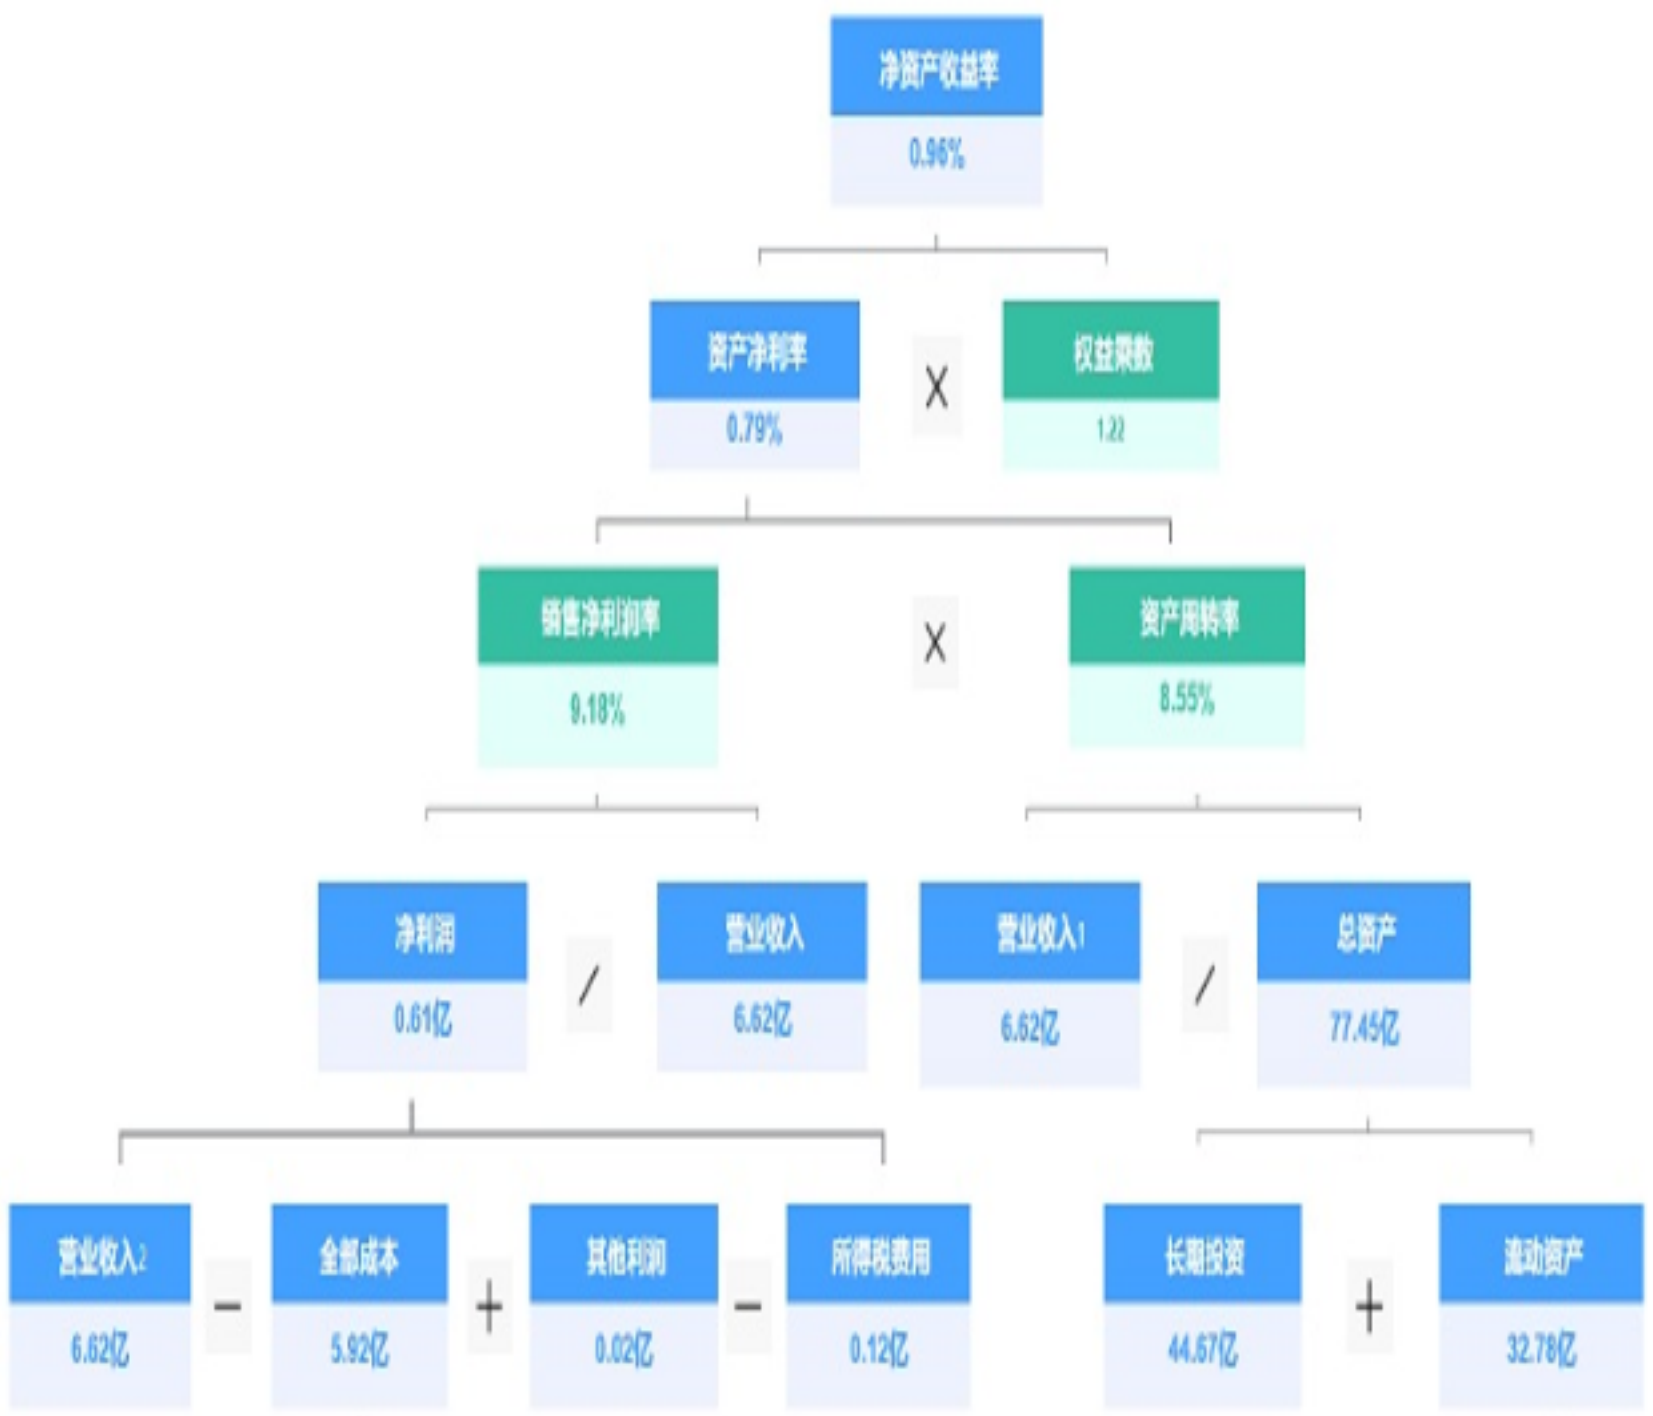 净资产收益率
0.96%
资产净利率
×
权益乘数
0.79%
1.22
销售净利润率
×
资产周转率
9.18%
8.55%
净利润
/
营业收入
营业收入1
/
总资产
0.61亿
6.62亿
6.62亿
77.45亿
营业收入2
−
全部成本
+
其他利润
−
所得税费用
长期投资
+
流动资产
6.62亿
5.92亿
0.02亿
0.12亿
44.67亿
32.78亿